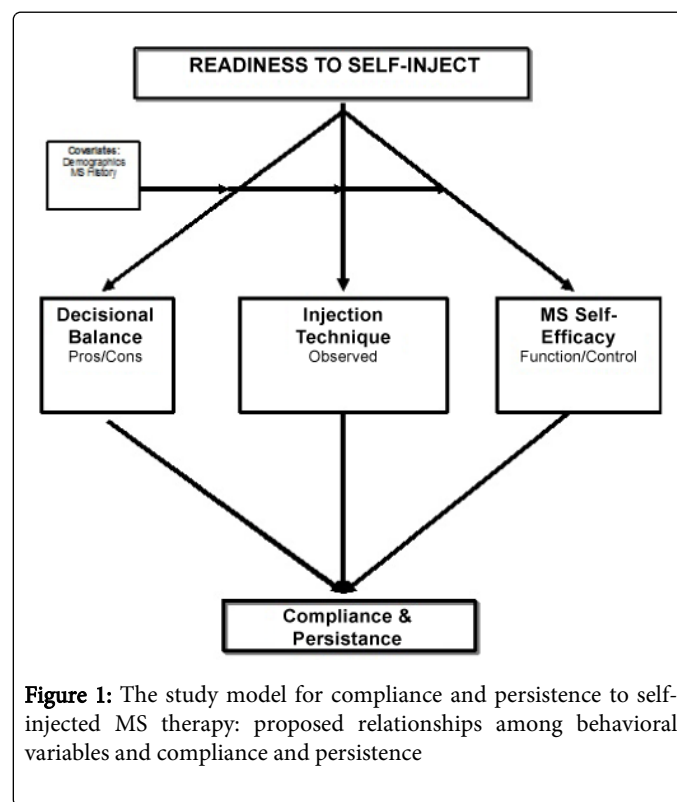 READINESS TO SELF-INJECT
Covariates:
Demographics
MS History
Decisional
Balance
Pros/Cons
Injection
Technique
Observed
MS Self-
Efficacy
Function/Control
Compliance &
Persistance
Figure 1: The study model for compliance and persistence to self-
injected MS therapy: proposed relationships among behavioral
variables and compliance and persistence